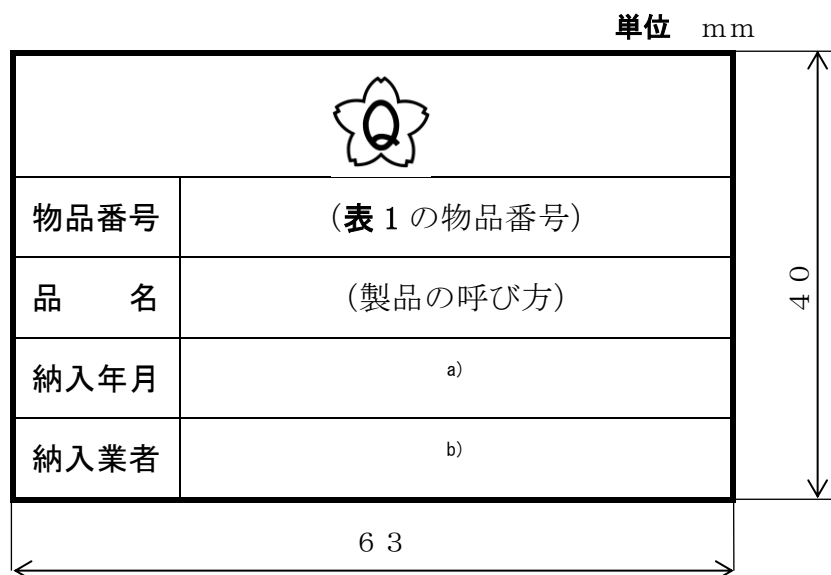 単位　ｍｍ
Q
物品番号　（表１の物品番号）
品　　名　（製品の呼び方）
納入年月　a)
納入業者　b)
４０
６３